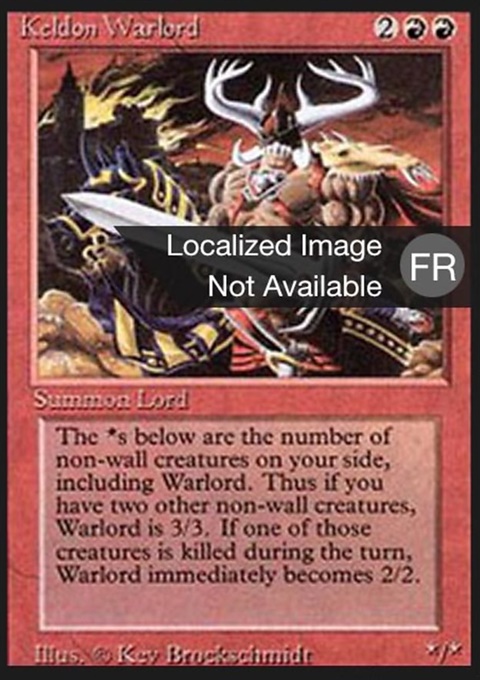 Keldon Warlord 2
Localized Image
Not Available
FR
Summon Lord
The *s below are the number of
non-wall creatures on your side,
including Warlord. Thus if you
have two other non-wall creatures,
Warlord is 3/3. If one of those
creatures is killed during the turn,
Warlord immediately becomes 2/2.
Illus. © Kev Brockschmidt */*